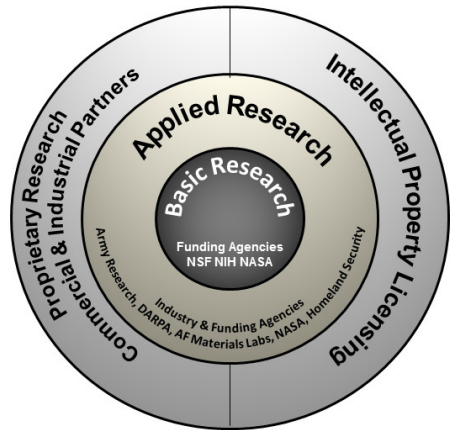 Proprietary Research
Commercial & Industrial Partners
Intellectual Property Licensing
Applied Research
Basic Research
Funding Agencies
NSF NIH NASA
Industry & Funding Agencies
Army Research, DARPA, AF Materials Labs, NASA, Homeland Security